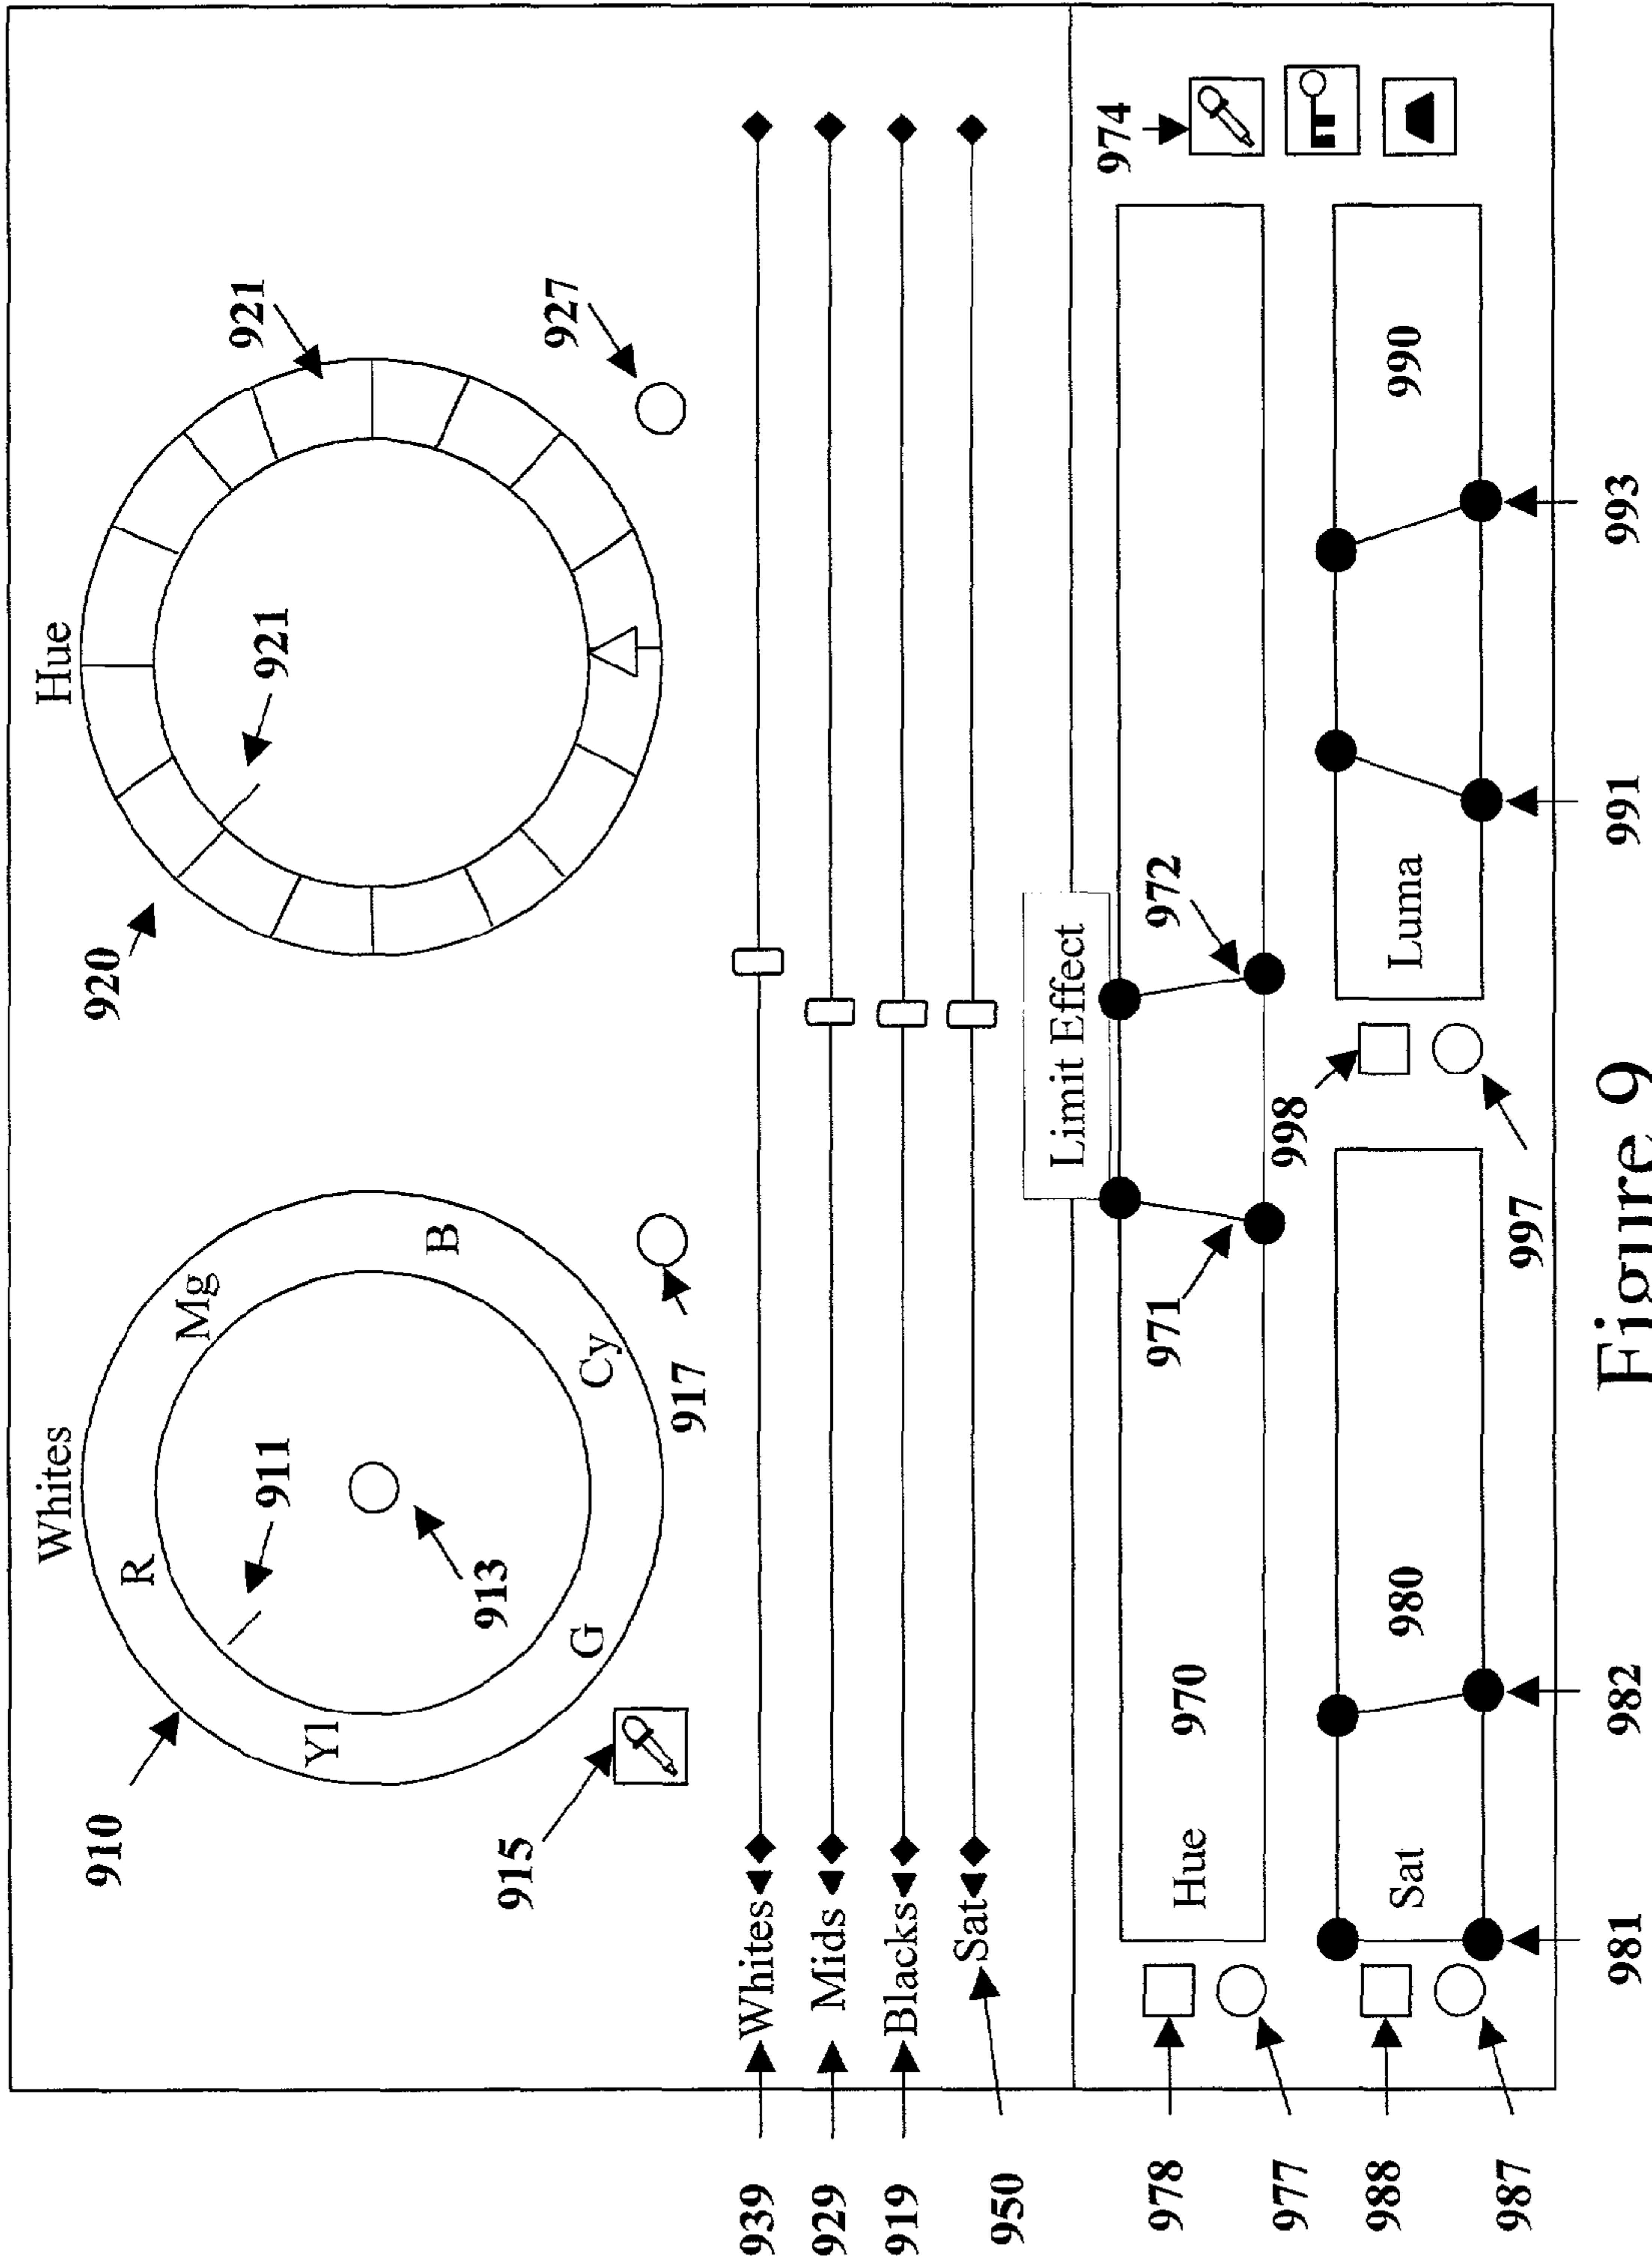 Whites
Hue
910
920
921
921
R
Mg
911
Yl
B
913
G
Cy
915
917
927
939
Whites
929
Mids
919
Blacks
950
Sat
Limit Effect
974
978
Hue
970
971
972
977
998
988
Sat
980
Luma
990
987
997
981
982
991
993
Figure 9